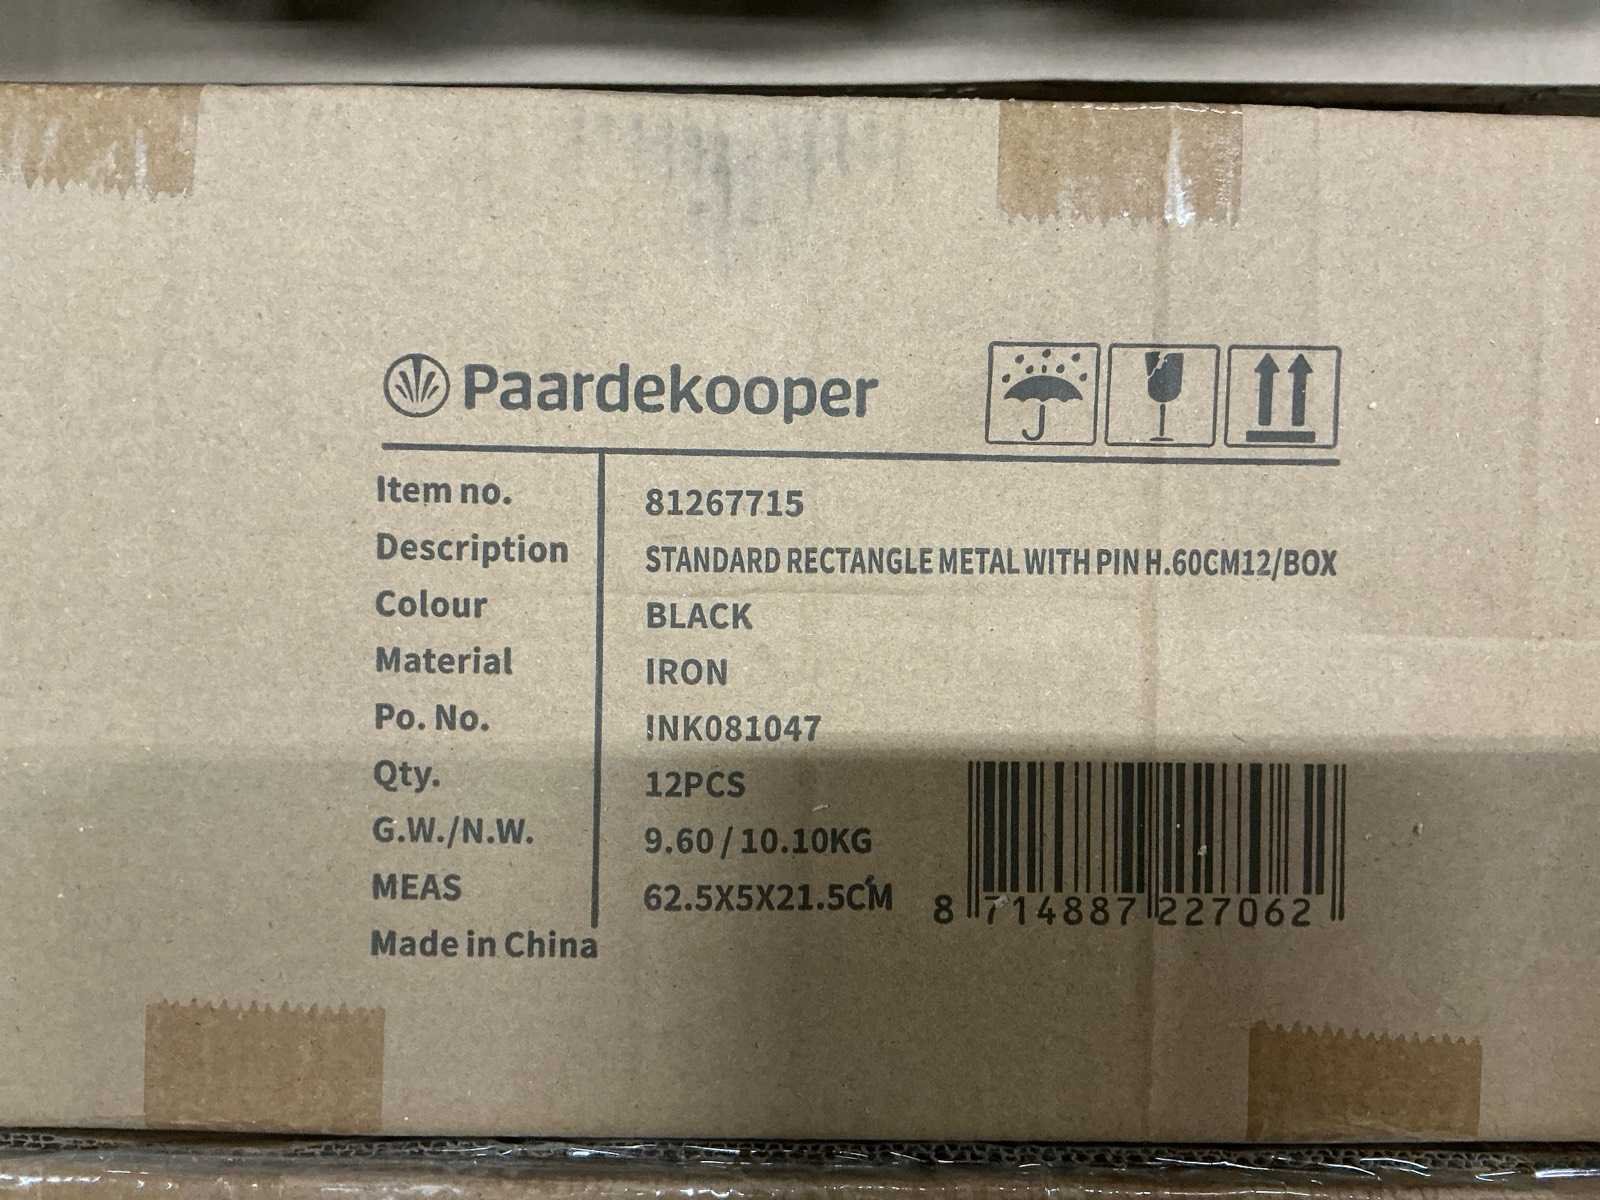 Paardekooper
Item no. 81267715
Description STANDARD RECTANGLE METAL WITH PIN H.60CM12/BOX
Colour BLACK
Material IRON
Po. No. INK081047
Qty. 12PCS
G.W./N.W. 9.60 / 10.10KG
MEAS 62.5X5X21.5CM
Made in China
8 714887 227062